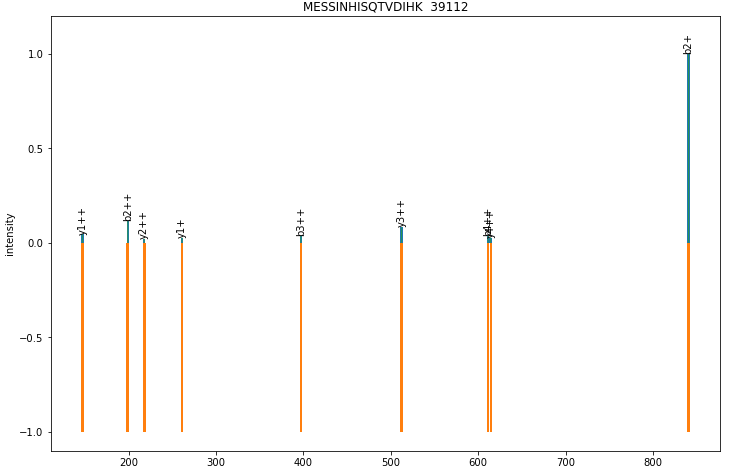 MESSINHISQTVDIHK 39112
intensity
1.0
0.5
0.0
−0.5
−1.0
y1++
b2++
y2++
y1+
b3++
y3++
b4++
b2+
200
300
400
500
600
700
800